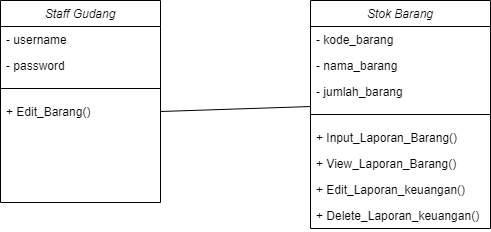 Staff Gudang
- username
- password
+ Edit_Barang()
Stok Barang
- kode_barang
- nama_barang
- jumlah_barang
+ Input_Laporan_Barang()
+ View_Laporan_Barang()
+ Edit_Laporan_keuangan()
+ Delete_Laporan_keuangan()